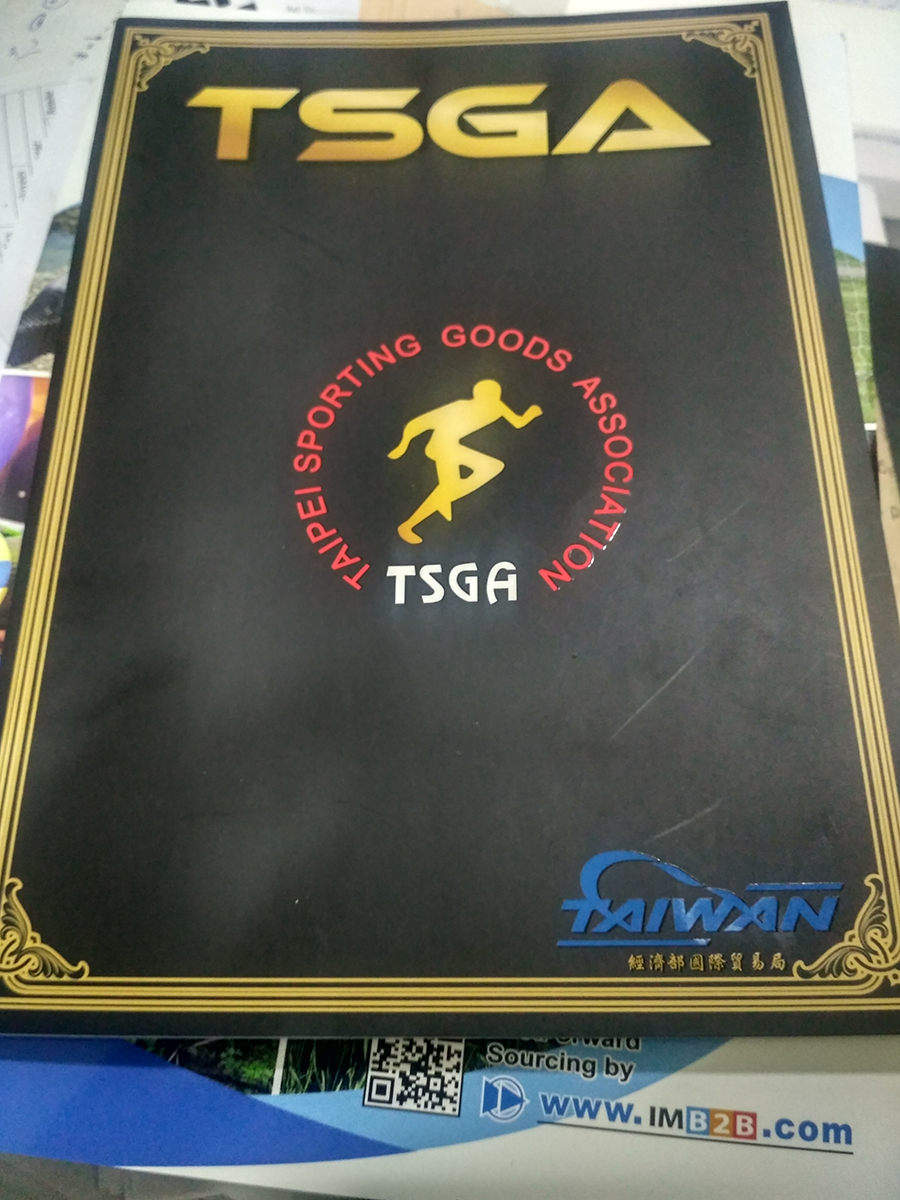 TSGA
TAIPEI SPORTING GOODS ASSOCIATION
TSGA
TAIWAN
經濟部國際貿易局
Sourcing by
www.IMB2B.com